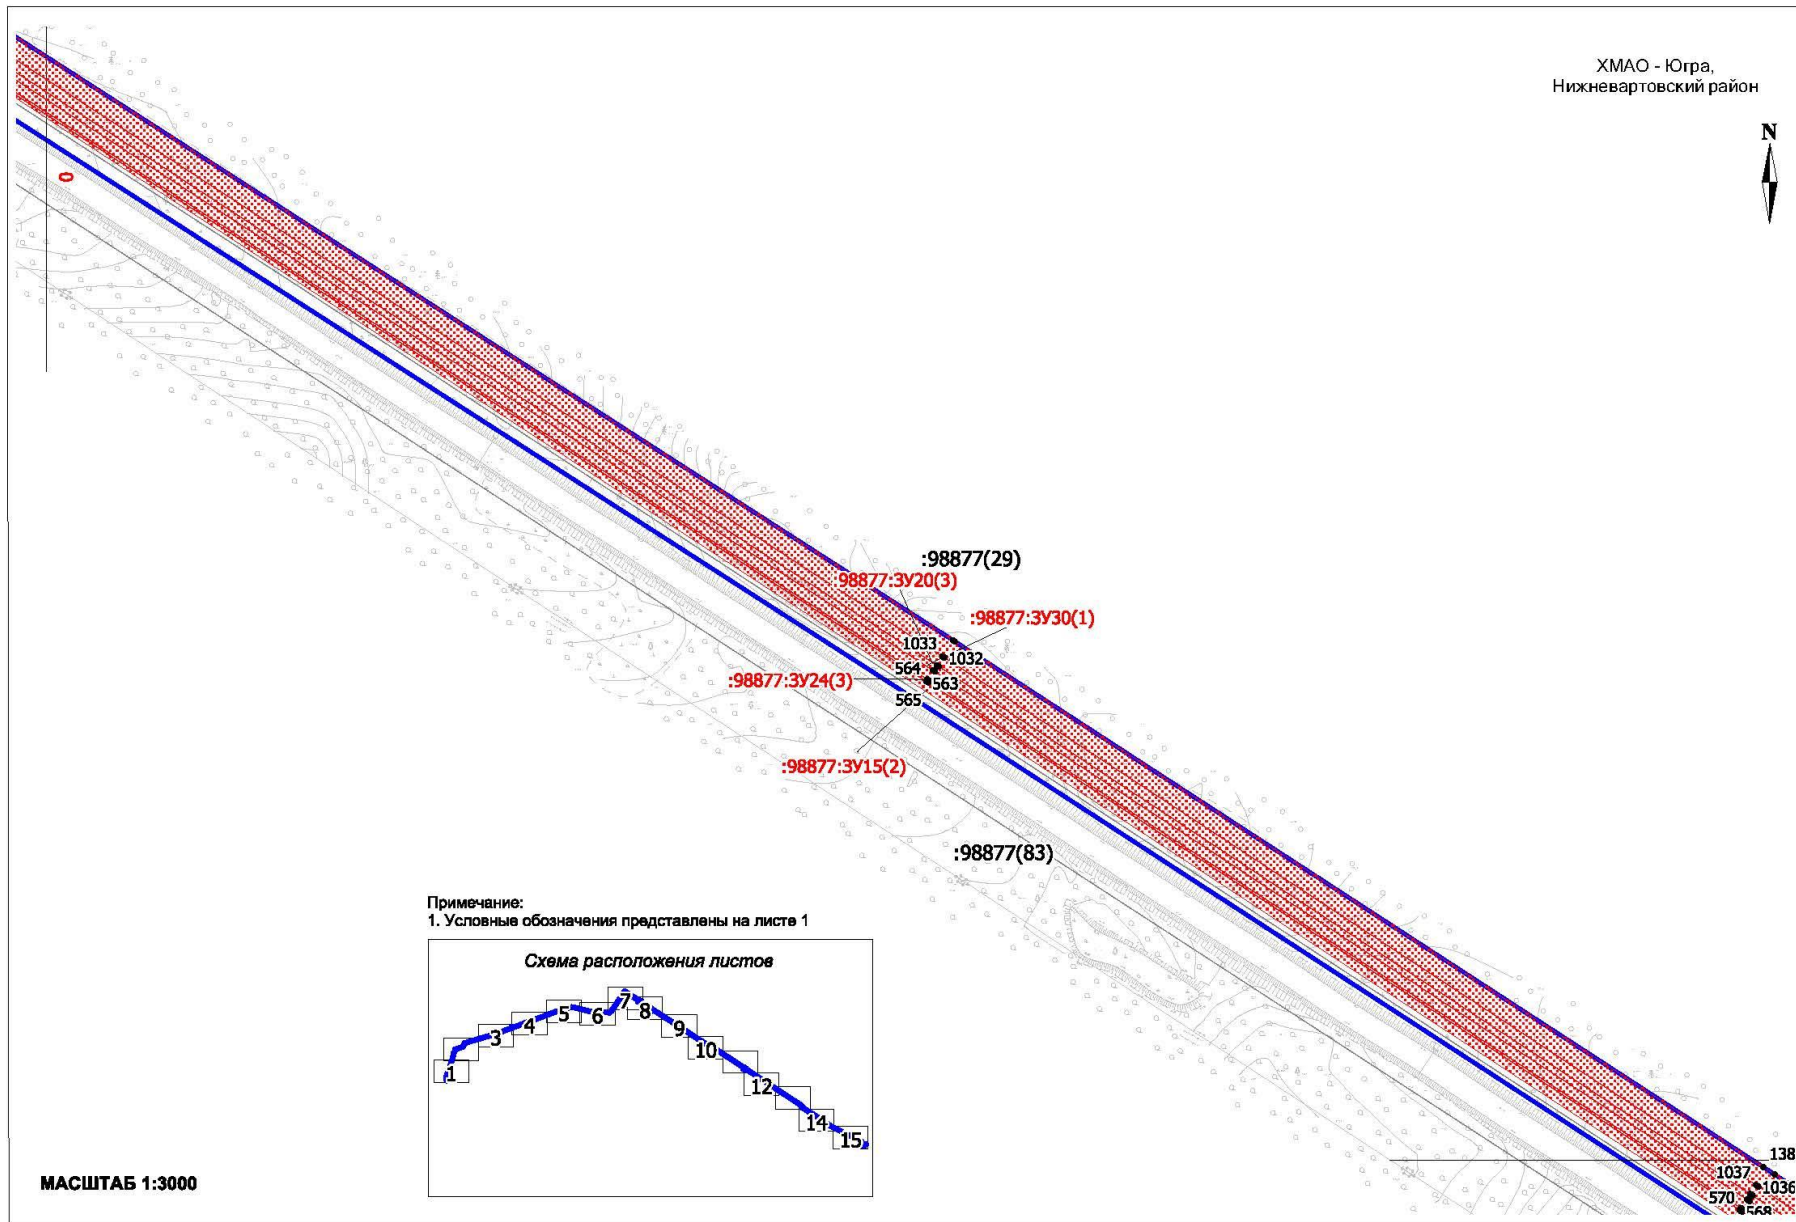 ХМАО - Югра,
Нижневартовский район
N
0
:98877(29)
98877:ЗУ20(3)
:98877:ЗУ30(1)
1033
1032
564
:98877:ЗУ24(3)
563
565
:98877:ЗУ15(2)
:98877(83)
Примечание:
1. Условные обозначения представлены на листе 1
Схема расположения листов
7
8
5
6
4
3
9
10
1
12
14
15
138
1037
1036
570
568
МАСШТАБ 1:3000